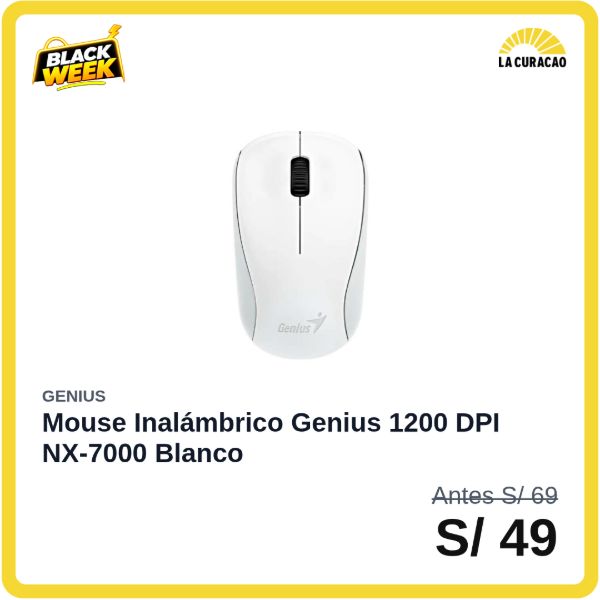 BLACK
WEEK
LA CURACAO
Genius
GENIUS
Mouse Inalámbrico Genius 1200 DPI
NX-7000 Blanco
Antes S/ 69
S/ 49